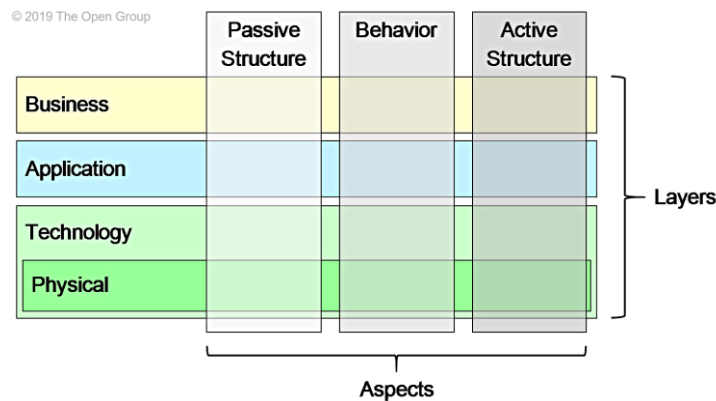 © 2019 The Open Group
Passive
Structure
Behavior
Active
Structure
Business
Application
Technology
Physical
Layers
Aspects